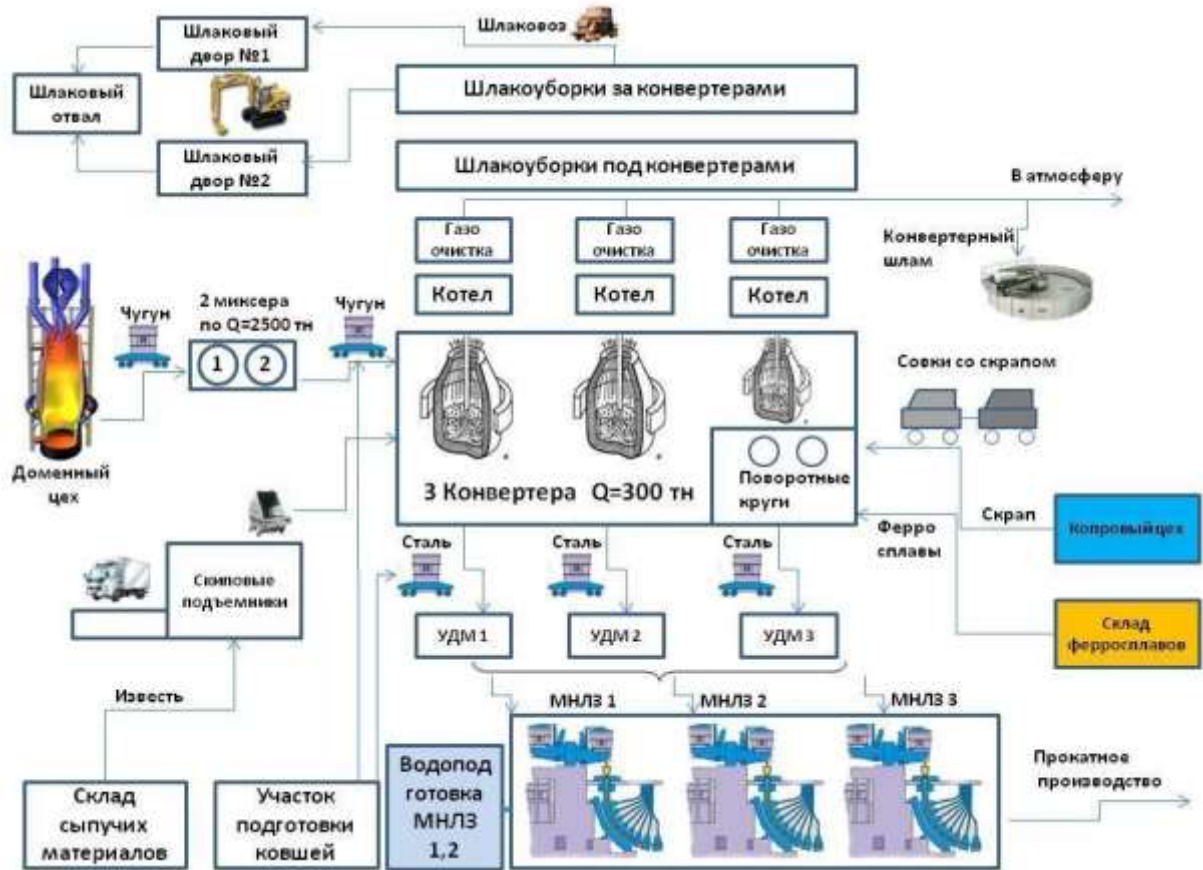 Шлаковый
двор №1
Шлаковоз
Шлаковый
отвал
Шлакоуборки за конвертерами
Шлаковый
двор №2
Шлакоуборки под конвертерами
В атмосферу
Газо
очистка
Газо
очистка
Газо
очистка
Конвертерный
шлам
Котел
Котел
Котел
Чугун
2 миксера
по Q=2500 тн
Чугун
1
2
Доменный
цех
Совки со скрапом
3 Конвертера Q=300 тн
Поворотные
круги
Скрап
Копровыйцех
Ферро
сплавы
Склад
ферросплавов
Сталь
Сталь
Сталь
Скиповые
подъемники
УДМ 1
УДМ 2
УДМ 3
Известь
МНЛЗ 1
МНЛЗ 2
МНЛЗ 3
Склад
сыпучих
материалов
Участок
подготовки
ковшей
Водопод
готовка
МНЛЗ
1,2
Прокатное
производство